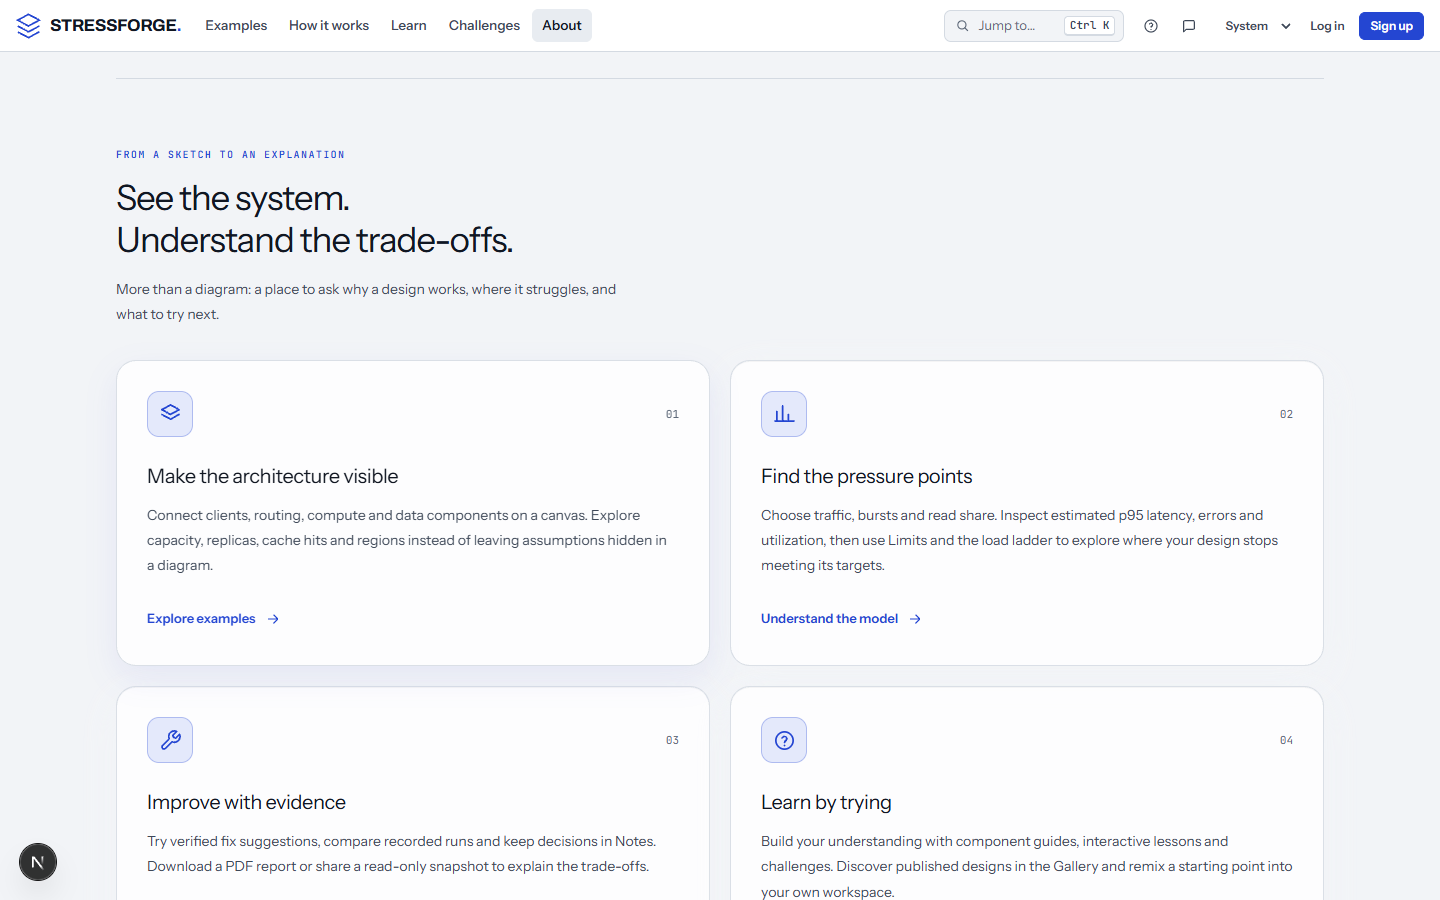 STRESSFORGE.
Examples
How it works
Learn
Challenges
About
Jump to...
Ctrl K
System
Log in
Sign up
FROM A SKETCH TO AN EXPLANATION
See the system.
Understand the trade-offs.
More than a diagram: a place to ask why a design works, where it struggles, and
what to try next.
01
Make the architecture visible
Connect clients, routing, compute and data components on a canvas. Explore
capacity, replicas, cache hits and regions instead of leaving assumptions hidden in
a diagram.
Explore examples
02
Find the pressure points
Choose traffic, bursts and read share. Inspect estimated p95 latency, errors and
utilization, then use Limits and the load ladder to explore where your design stops
meeting its targets.
Understand the model
03
Improve with evidence
Try verified fix suggestions, compare recorded runs and keep decisions in Notes.
Download a PDF report or share a read-only snapshot to explain the trade-offs.
04
Learn by trying
Build your understanding with component guides, interactive lessons and
challenges. Discover published designs in the Gallery and remix a starting point into
your own workspace.
N